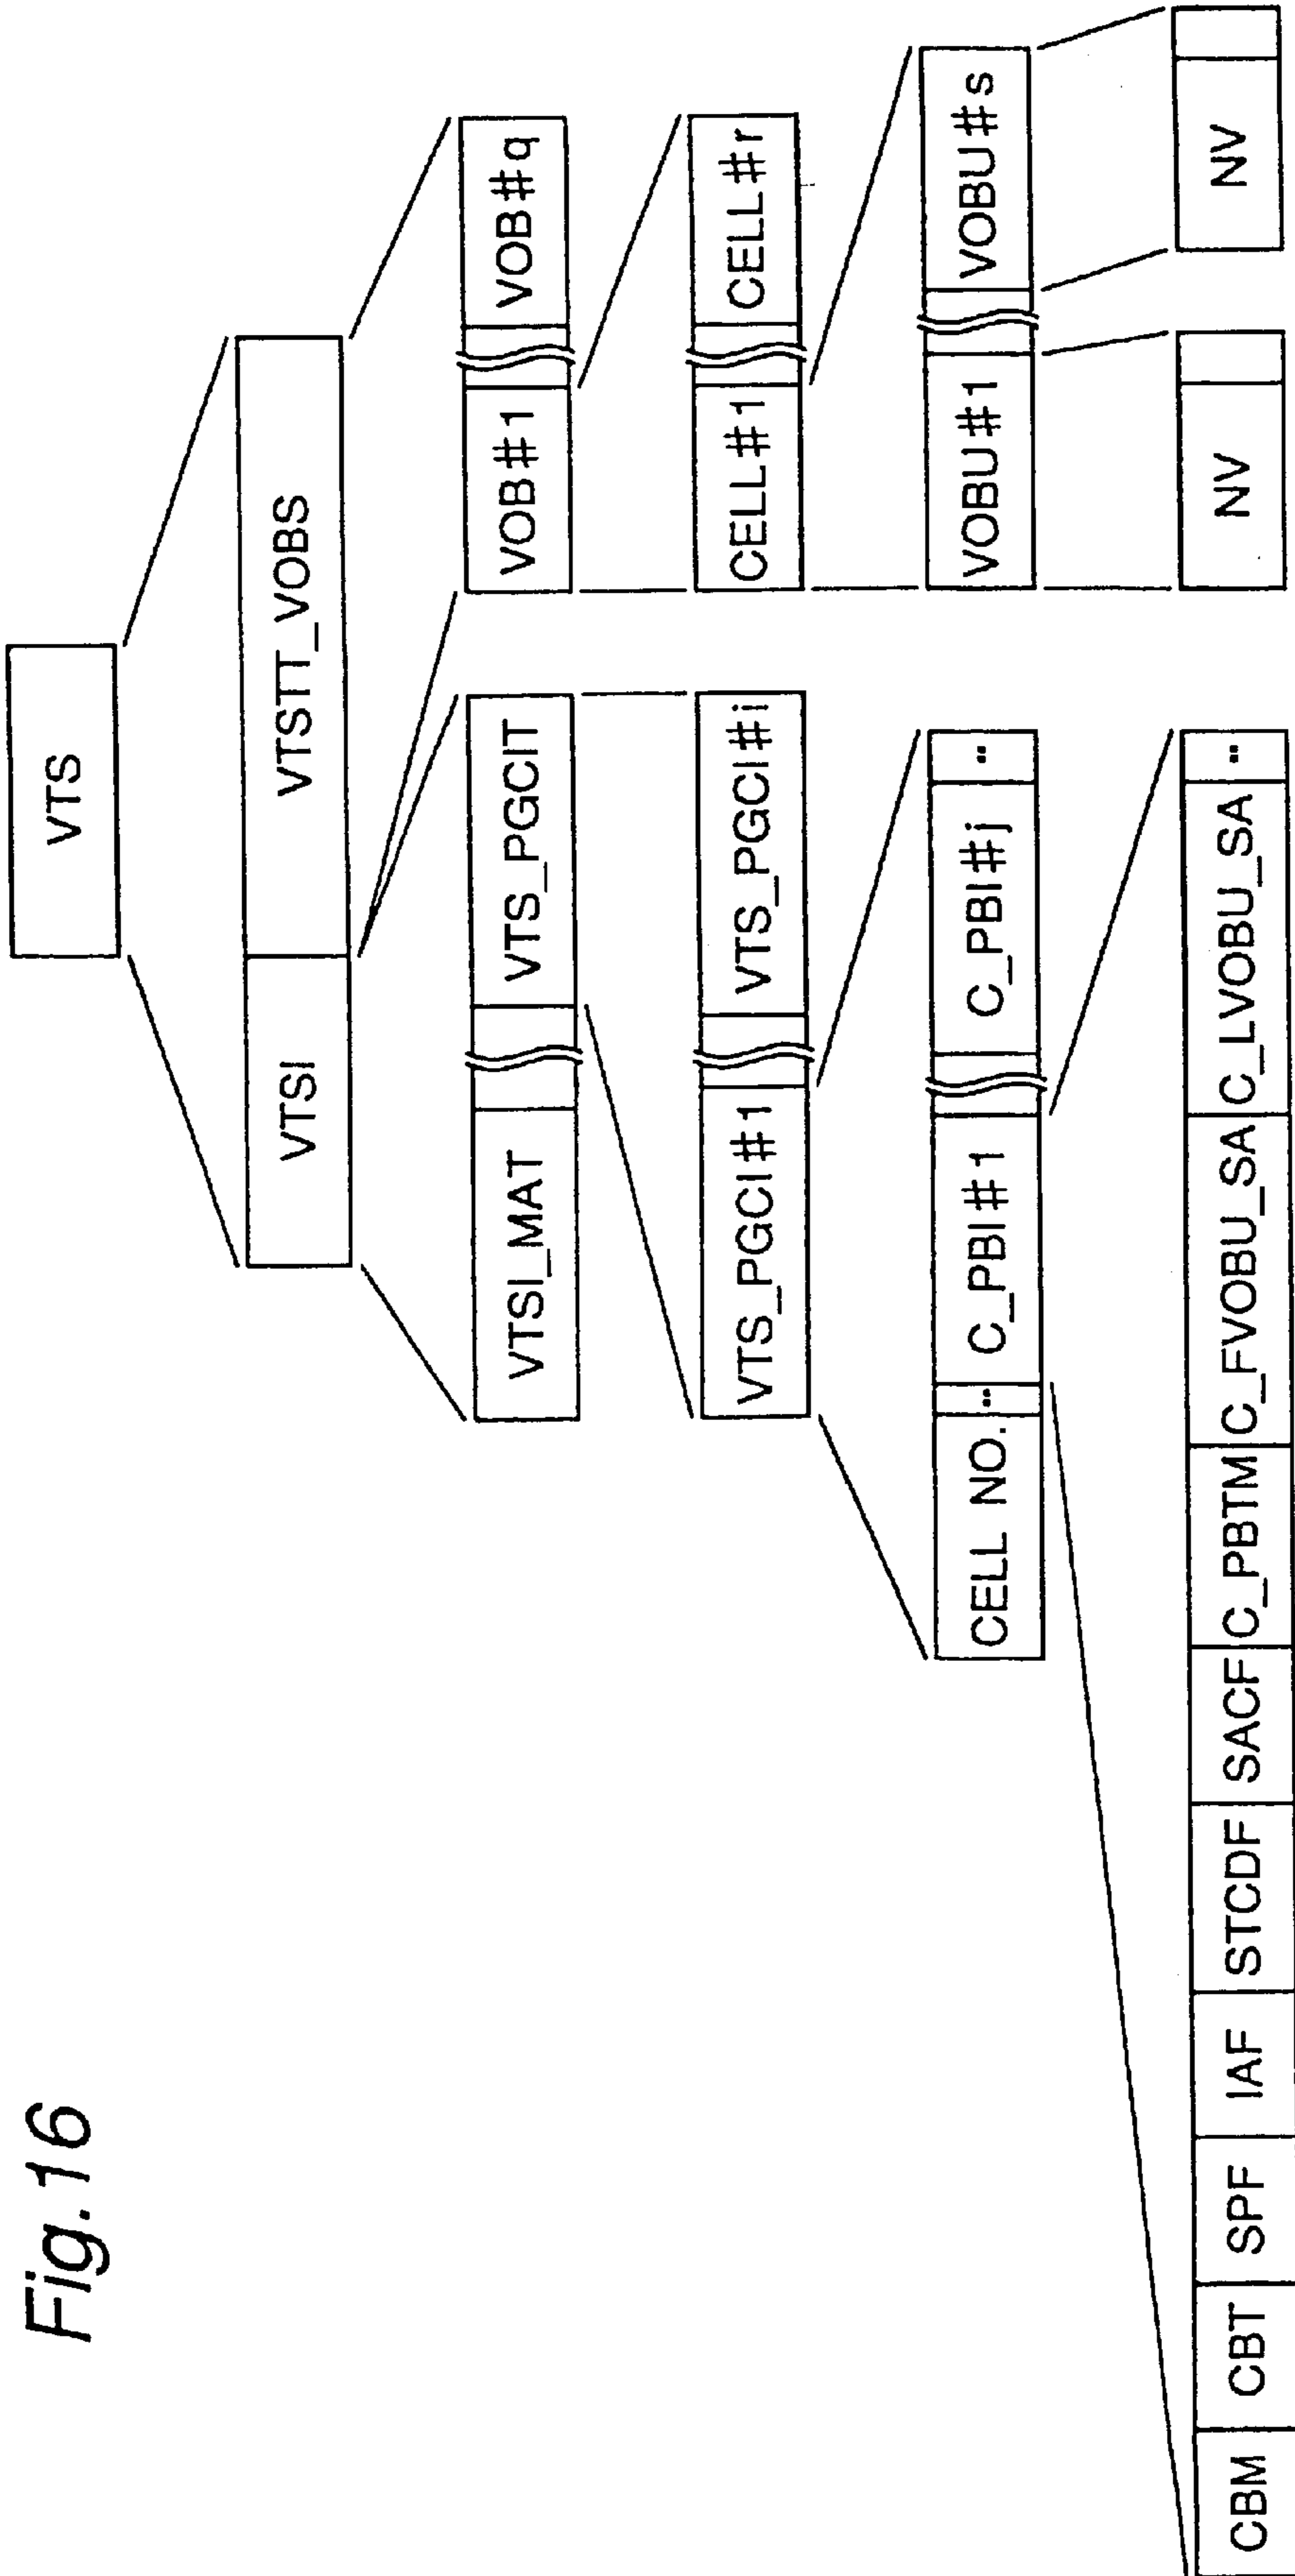 Fig.16
VTS
VTSI VTSTT_VOBS
VTSI_MAT VTS_PGCIT VOB#1 VOB#q
VTS_PGCI#1 VTS_PGCI#i CELL#1 CELL#r
CELL NO. .. C_PBI#1 C_PBI#j .. VOBU#1 VOBU#s
CBM CBT SPF IAF STCDF SACF C_PBTM C_FVOBU_SA C_LVOBU_SA .. NV NV